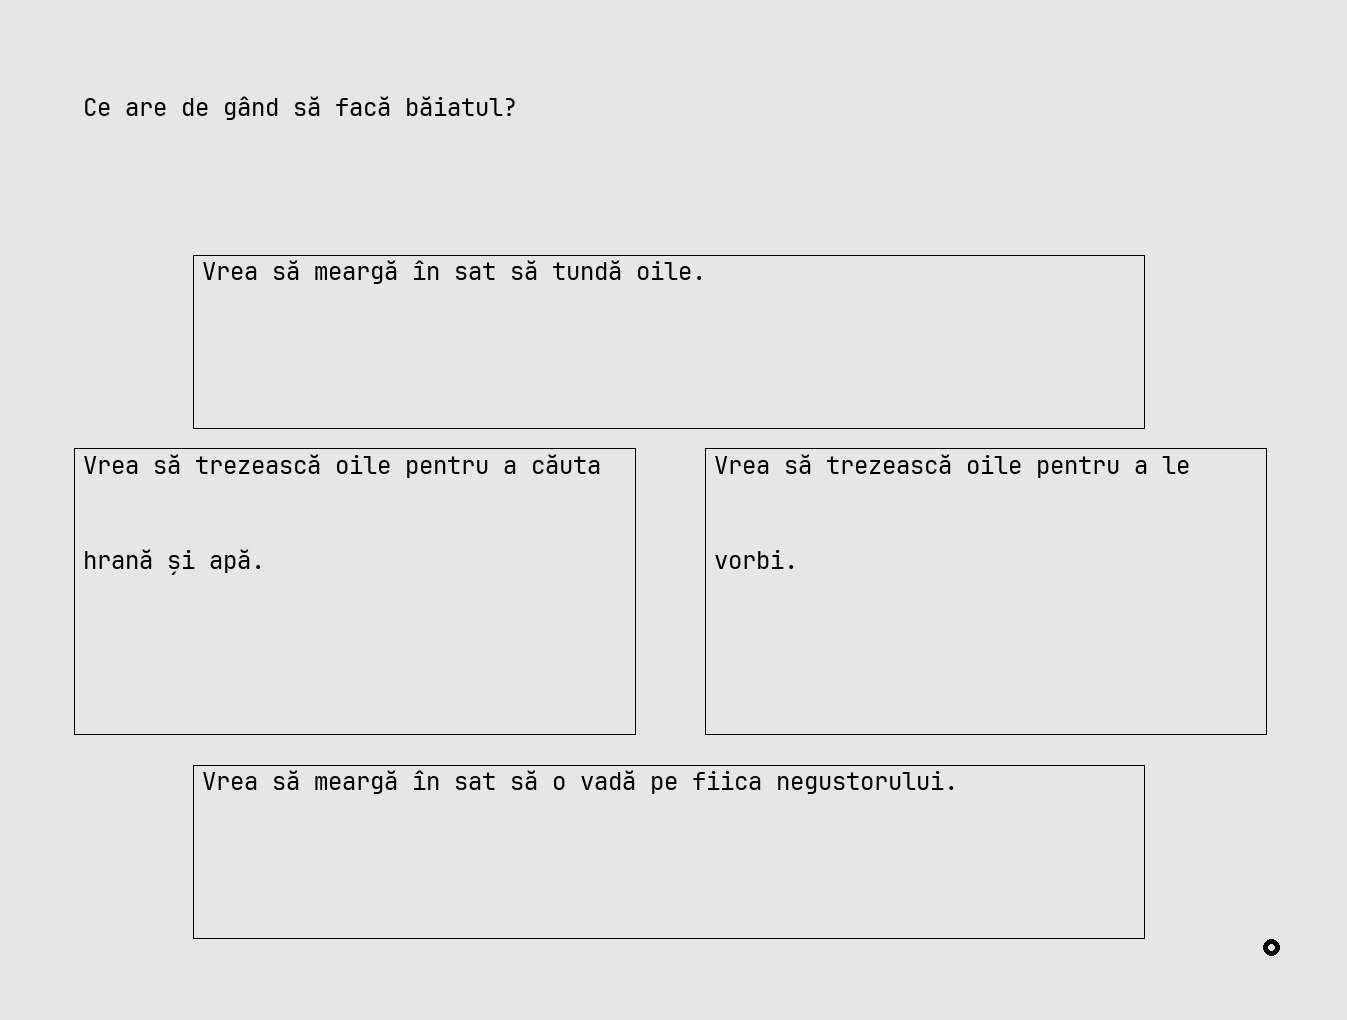 Ce are de gând să facă băiatul?
Vrea să meargă în sat să tundă oile.
Vrea să trezească oile pentru a căuta
hrană și apă.
Vrea să trezească oile pentru a le
vorbi.
Vrea să meargă în sat să o vadă pe fiica negustorului.